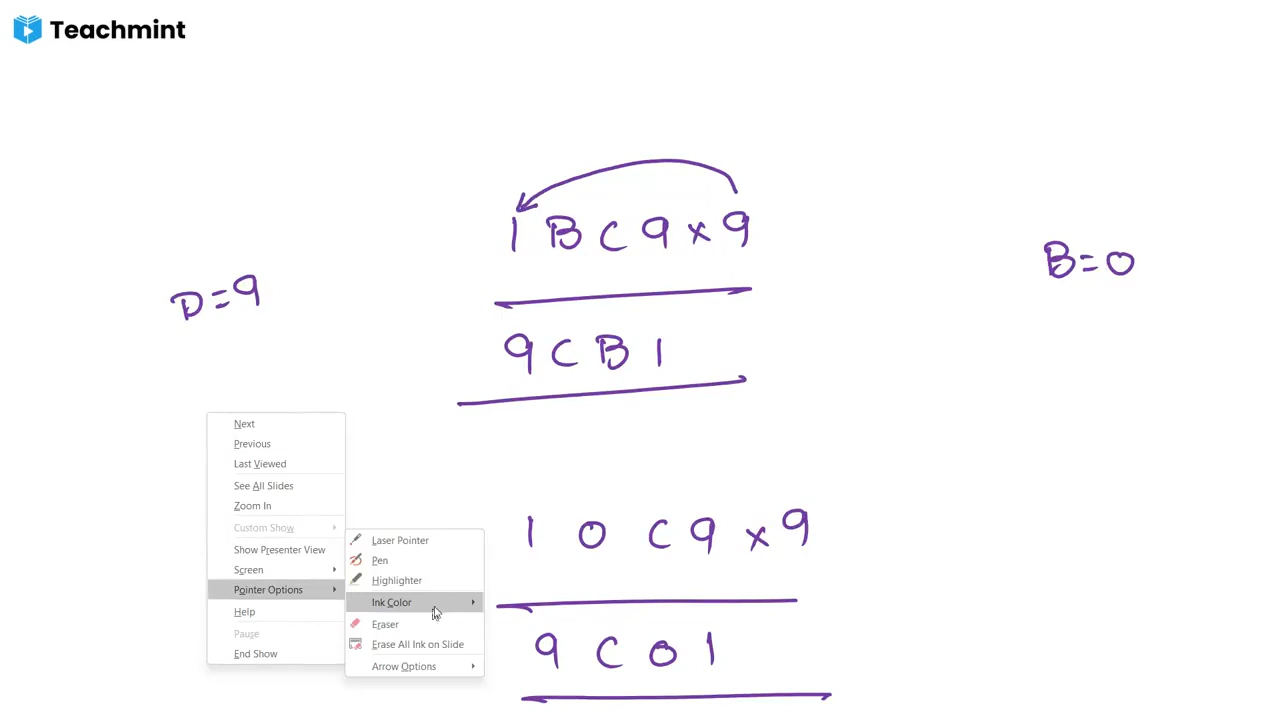 Teachmint
1 B C 9 × 9
B = 0
D = 9
9 C B 1
Next
Previous
Last Viewed
See All Slides
Zoom In
Custom Show
Show Presenter View
Screen
Pointer Options
Help
Pause
End Show
Laser Pointer
Pen
Highlighter
Ink Color
Eraser
Erase All Ink on Slide
Arrow Options
1 0 C 9 × 9
9 C 0 1